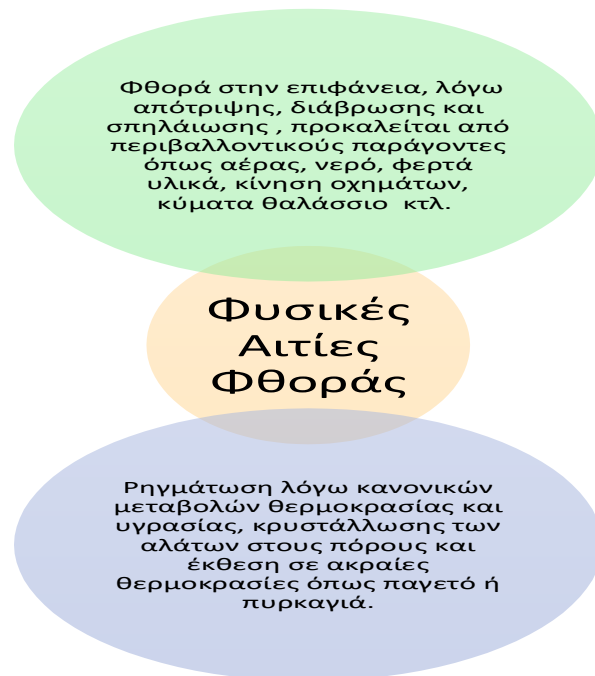 Φθορά στην επιφάνεια, λόγω
απότριψης, διάβρωσης και
σπηλάιωσης , προκαλείται από
περιβαλλοντικούς παράγοντες
όπως αέρας, νερό, φερτά
υλικά, κίνηση οχημάτων,
κύματα θαλάσσιο κτλ.
Φυσικές
Αιτίες
Φθοράς
Ρηγμάτωση λόγω κανονικών
μεταβολών θερμοκρασίας και
υγρασίας, κρυστάλλωσης των
αλάτων στους πόρους και
έκθεση σε ακραίες
θερμοκρασίες όπως παγετό ή
πυρκαγιά.